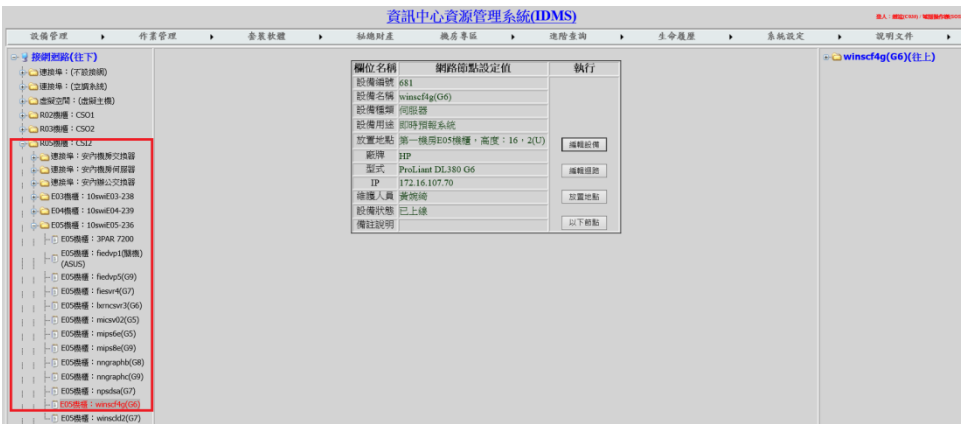 資訊中心資源管理系統(IDMS)
設備管理 作業管理 套裝軟體 秘總財產 機房專區 進階查詢 生命履歷 系統設定 說明文件
接網迴路(往下)
連接埠：(不設接網)
連接埠：(空調系統)
虛擬空間：(虛擬主機)
R02機櫃：CSO1
R03機櫃：CSO2
R05機櫃：CSI2
連接埠：安內機房交換器
連接埠：安內機房伺服器
連接埠：安內辦公交換器
E03機櫃：10swiE03-238
E04機櫃：10swiE04-239
E05機櫃：10swiE05-236
E05機櫃：3PAR 7200
E05機櫃：fiedvp1(關機)
(ASUS)
E05機櫃：fiedvp5(G9)
E05機櫃：fiesvr4(G7)
E05機櫃：lxrncsvr3(G6)
E05機櫃：micsv02(G5)
E05機櫃：mips6e(G5)
E05機櫃：mips8e(G9)
E05機櫃：nngraphb(G8)
E05機櫃：nngraphc(G9)
E05機櫃：npsdsa(G7)
E05機櫃：winscf4g(G6)
E05機櫃：winscld2(G7)
欄位名稱 網路節點設定值 執行
設備編號 681
設備名稱 winscf4g(G6)
設備種類 伺服器
設備用途 即時預報系統
放置地點 第一機房E05機櫃，高度：16，2(U)
廠牌 HP
型式 ProLiant DL380 G6
IP 172.16.107.70
維護人員 黃婉綺
設備狀態 已上線
備註說明
編輯設備
編輯迴路
放置地點
以下節點
winscf4g(G6)(往上)